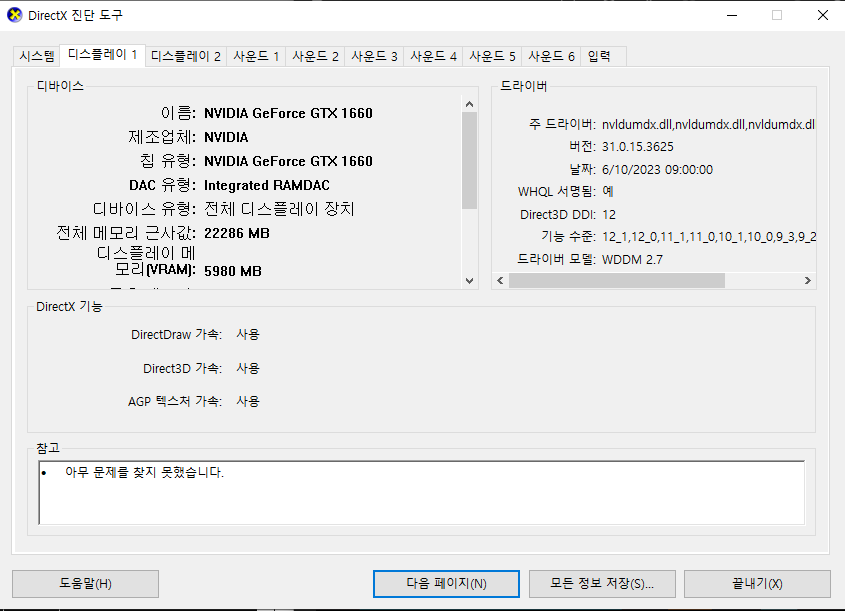 DirectX 진단 도구
시스템 디스플레이 1 디스플레이 2 사운드 1 사운드 2 사운드 3 사운드 4 사운드 5 사운드 6 입력
디바이스
이름: NVIDIA GeForce GTX 1660
제조업체: NVIDIA
칩 유형: NVIDIA GeForce GTX 1660
DAC 유형: Integrated RAMDAC
디바이스 유형: 전체 디스플레이 장치
전체 메모리 근사값: 22286 MB
디스플레이 메
모리(VRAM): 5980 MB
드라이버
주 드라이버: nvldumdx.dll,nvldumdx.dll,nvldumdx.dl
버전: 31.0.15.3625
날짜: 6/10/2023 09:00:00
WHQL 서명됨: 예
Direct3D DDI: 12
기능 수준: 12_1,12_0,11_1,11_0,10_1,10_0,9_3,9_2
드라이버 모델: WDDM 2.7
DirectX 기능
DirectDraw 가속: 사용
Direct3D 가속: 사용
AGP 텍스처 가속: 사용
참고
• 아무 문제를 찾지 못했습니다.
도움말(H) 다음 페이지(N) 모든 정보 저장(S)... 끝내기(X)